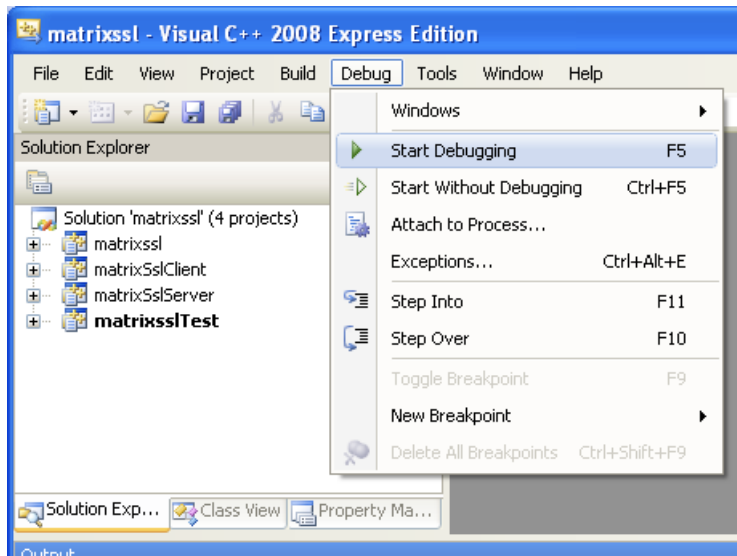 matrixssl - Visual C++ 2008 Express Edition
File Edit View Project Build Debug Tools Window Help
Solution Explorer
Solution 'matrixssl' (4 projects)
matrixssl
matrixSslClient
matrixSslServer
matrixsslTest
Windows
Start Debugging F5
Start Without Debugging Ctrl+F5
Attach to Process...
Exceptions... Ctrl+Alt+E
Step Into F11
Step Over F10
Toggle Breakpoint F9
New Breakpoint
Delete All Breakpoints Ctrl+Shift+F9
Solution Exp... Class View Property Ma...
Output